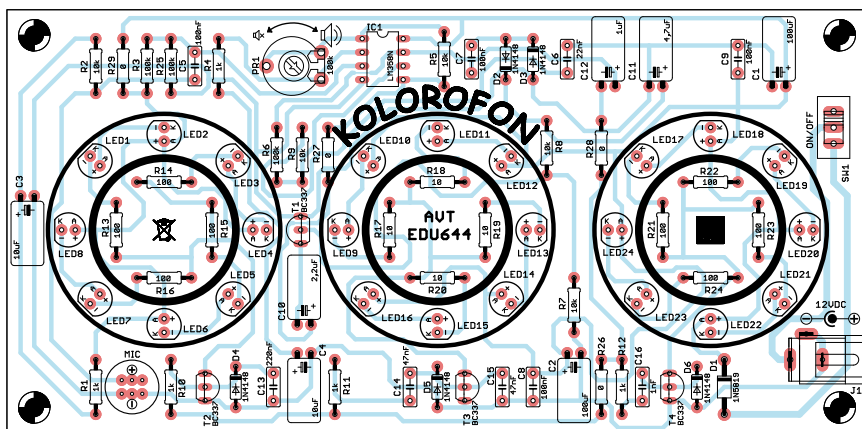 R2
10k
R29
0
R3
100k
R25
100k
C5
100nF
R4
1k
PR1
100k
IC1
LM358N
R5
10k
C7
100nF
D2
1N4148
D3
1N4148
C6
22nF
C12
1uF
C11
4,7uF
C9
100nF
C1
100uF
KOLOROFON
ON/OFF
SW1
LED1
LED2
LED3
LED4
LED5
LED6
LED7
LED8
R14
100
R13
100
R15
100
100
R16
C3
10uF
R6
100k
R9
10k
R27
0
T1
BC337
C10
2,2uF
LED10
LED11
LED12
LED9
LED13
LED14
LED16
LED15
R18
10
R17
10
AVT
EDU644
R19
10
10
R20
R8
10k
R28
0
LED17
LED18
LED19
LED24
LED20
LED21
LED23
LED22
R22
100
R21
100
R23
100
100
R24
R7
10k
12VDC
J1
R1
1k
MIC
R10
1k
T2
BC337
D4
1N4148
C13
220nF
C4
10uF
R11
1k
C14
47nF
D5
1N4148
T3
BC337
C15
47nF
C8
100nF
C2
100uF
R26
0
R12
1k
C16
1nF
T4
BC337
D6
1N4148
D1
1N5819